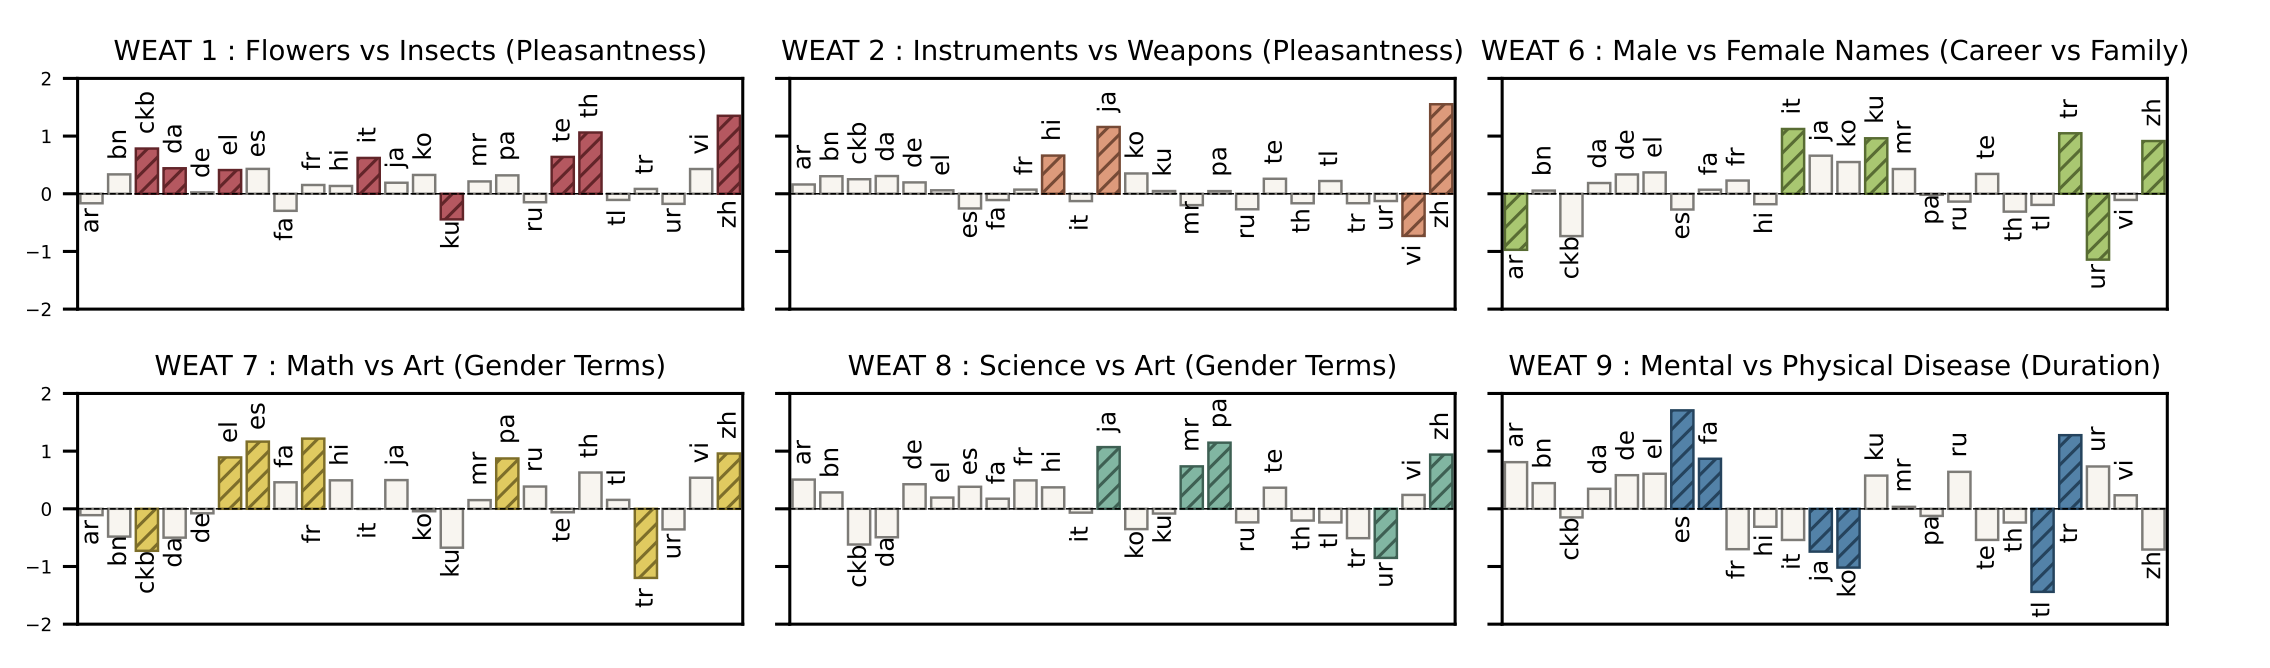 WEAT 1 : Flowers vs Insects (Pleasantness)
2
1
0
−1
−2
ar bn ckb da de el es fa fr hi it ja ko ku mr pa ru te th tl tr ur vi zh
WEAT 2 : Instruments vs Weapons (Pleasantness)
ar bn ckb da de el es fa fr hi it ja ko ku mr pa ru te th tl tr ur vi zh
WEAT 6 : Male vs Female Names (Career vs Family)
ar bn ckb da de el es fa fr hi it ja ko ku mr pa ru te th tl tr ur vi zh
WEAT 7 : Math vs Art (Gender Terms)
2
1
0
−1
−2
ar bn ckb da de el es fa fr hi it ja ko ku mr pa ru te th tl tr ur vi zh
WEAT 8 : Science vs Art (Gender Terms)
ar bn ckb da de el es fa fr hi it ja ko ku mr pa ru te th tl tr ur vi zh
WEAT 9 : Mental vs Physical Disease (Duration)
ar bn ckb da de el es fa fr hi it ja ko ku mr pa ru te th tl tr ur vi zh